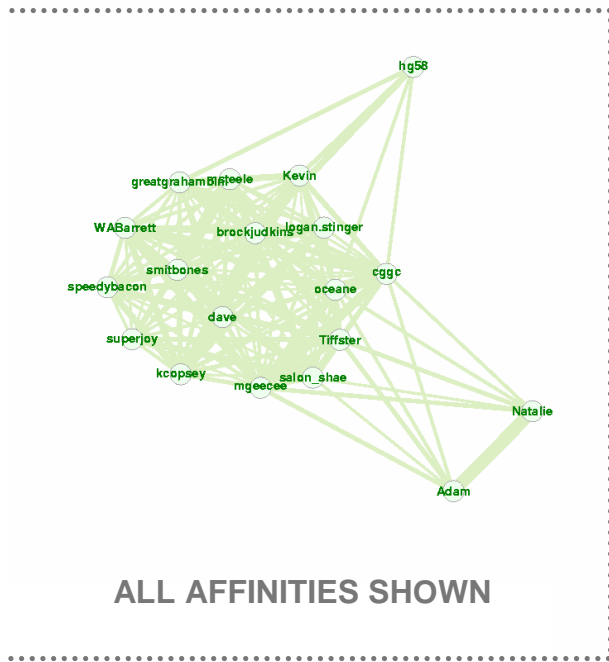 hg58
Kevin
greatgrahambini
WABarrett
brockjudkins
logan.stinger
smitbones
cggc
speedybacon
oceane
dave
superjoy
Tiffster
kcopsey
salon_shae
mgeecee
Natalie
Adam
ALL AFFINITIES SHOWN